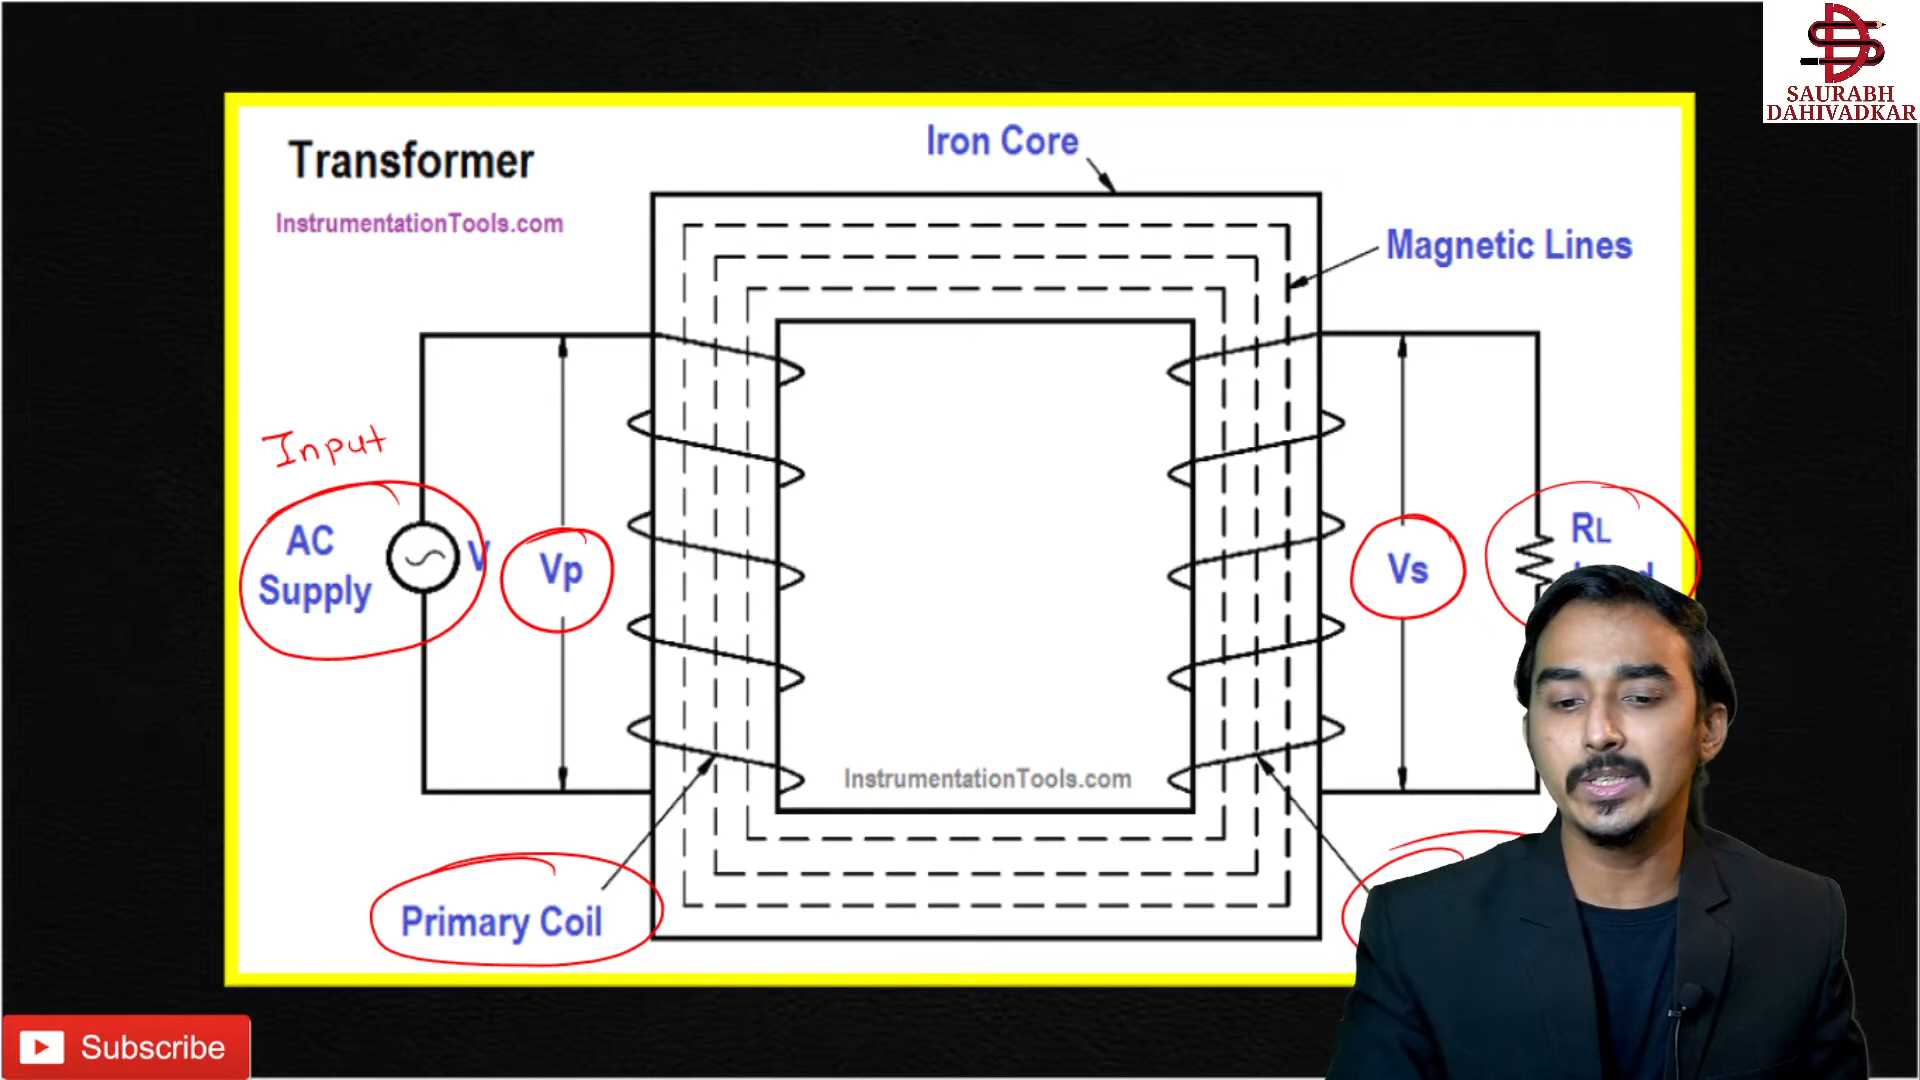 SAURABH
DAHIVADKAR
Transformer
InstrumentationTools.com
Iron Core
Magnetic Lines
Input
AC
Supply
V
Vp
Vs
RL
InstrumentationTools.com
Primary Coil
Subscribe